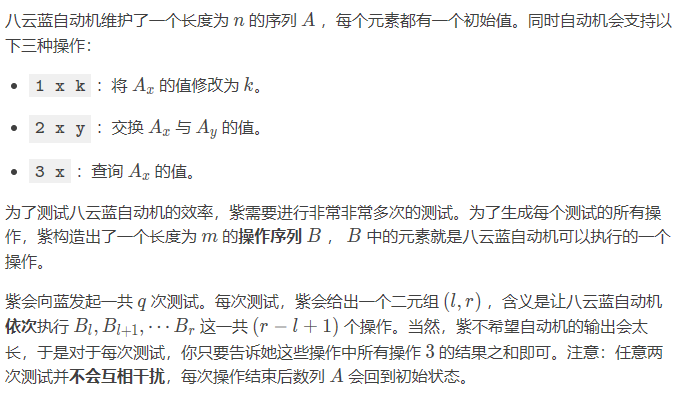 八云蓝自动机维护了一个长度为 n 的序列 A ，每个元素都有一个初始值。同时自动机会支持以
下三种操作：
• 1 x k ：将 Aₓ 的值修改为 k。
• 2 x y ：交换 Aₓ 与 Aᵧ 的值。
• 3 x ：查询 Aₓ 的值。
为了测试八云蓝自动机的效率，紫需要进行非常非常多次的测试。为了生成每个测试的所有操
作，紫构造出了一个长度为 m 的操作序列 B ， B 中的元素就是八云蓝自动机可以执行的一个
操作。
紫会向蓝发起一共 q 次测试。每次测试，紫会给出一个二元组 (l, r) ，含义是让八云蓝自动机
依次执行 Bₗ, Bₗ₊₁, ⋯ Bᵣ 这一共 (r − l + 1) 个操作。当然，紫不希望自动机的输出会太
长，于是对于每次测试，你只要告诉她这些操作中所有操作 3 的结果之和即可。注意：任意两
次测试并不会互相干扰，每次操作结束后数列 A 会回到初始状态。